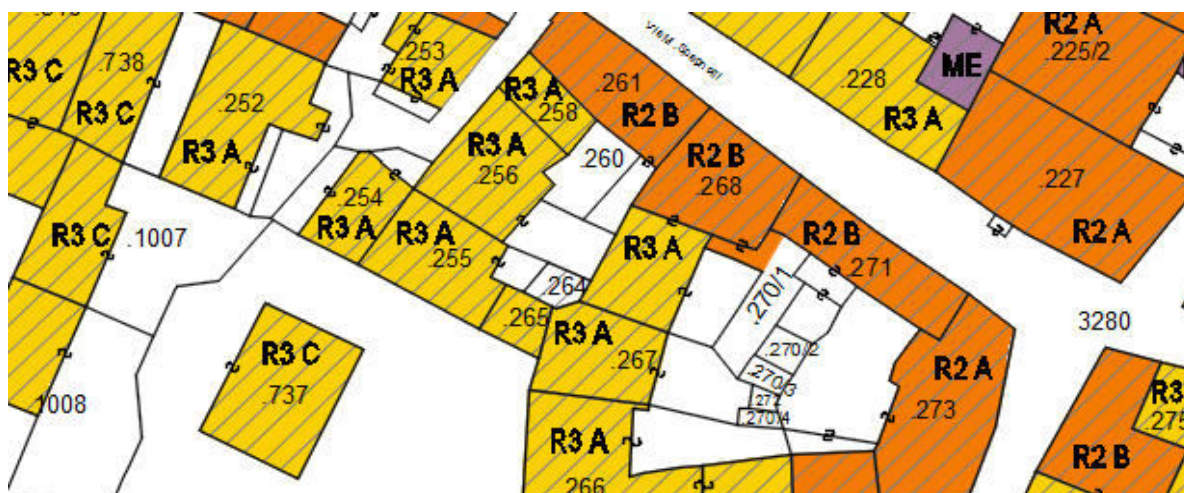 R3 C
.738
R3 C
.252
R3 A
.253
R3 A
R3 A
.258
.261
R2 B
.228
R3 A
ME
R2 A
.225/2
R3 A
.256
.260
R2 B
.268
.227
R2 A
.254
R3 A
R3 A
.255
R3 C
.1007
R3 A
R2 B
.271
.264
.265
.270/1
3280
R3 A
.267
.270/2
.270/3
.272
.270/4
R3 C
.737
1008
R2 A
.273
R3
.275
R3 A
.266
R2 B